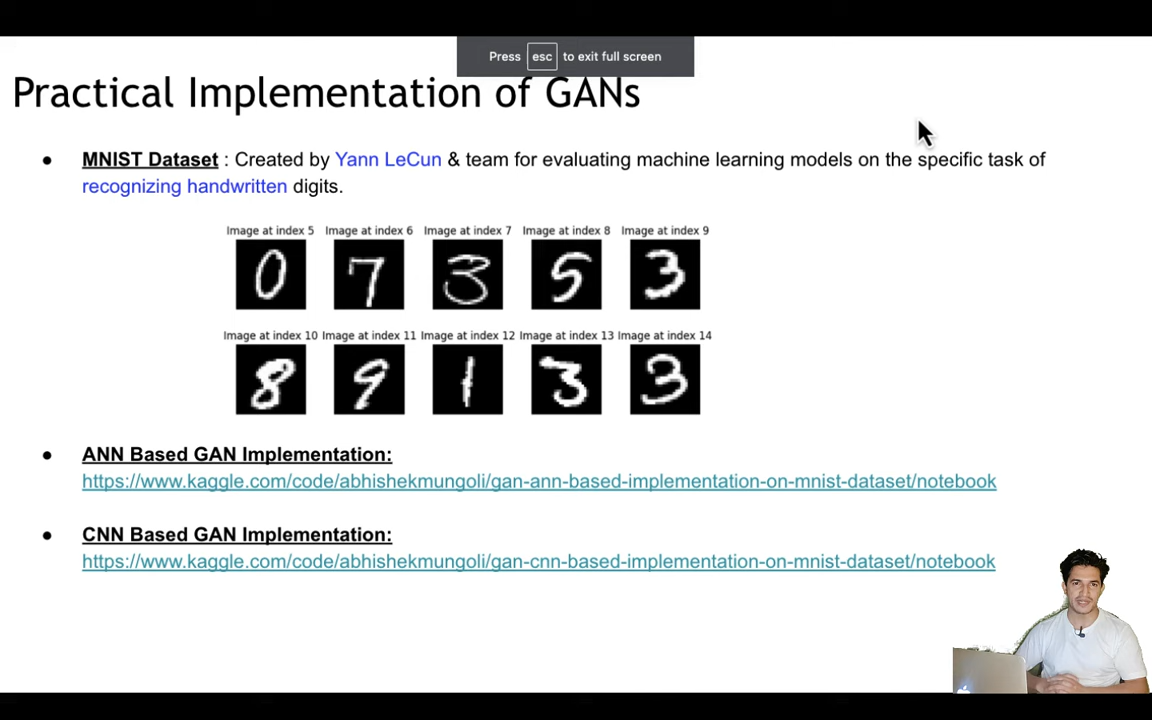 Press esc to exit full screen
Practical Implementation of GANs
● MNIST Dataset : Created by Yann LeCun & team for evaluating machine learning models on the specific task of
recognizing handwritten digits.
Image at index 5 Image at index 6 Image at index 7 Image at index 8 Image at index 9
0 7 3 5 3
Image at index 10 Image at index 11 Image at index 12 Image at index 13 Image at index 14
8 9 1 3 3
● ANN Based GAN Implementation:
https://www.kaggle.com/code/abhishekmungoli/gan-ann-based-implementation-on-mnist-dataset/notebook
● CNN Based GAN Implementation:
https://www.kaggle.com/code/abhishekmungoli/gan-cnn-based-implementation-on-mnist-dataset/notebook